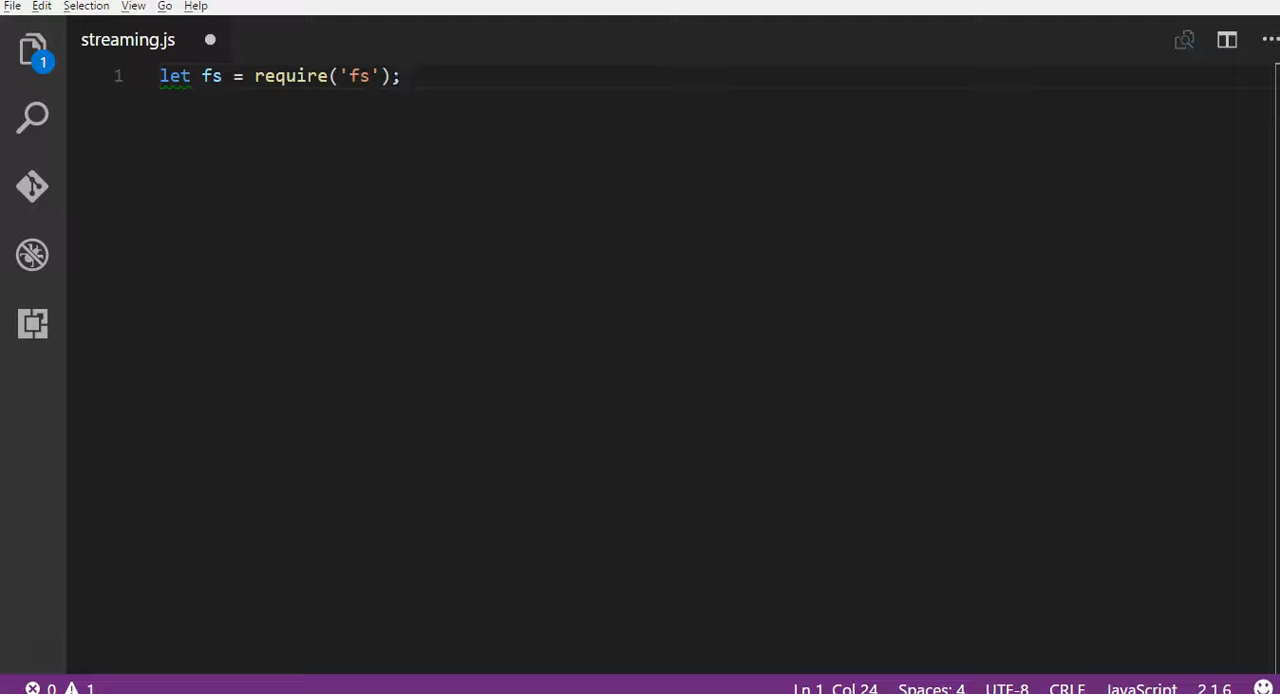 File Edit Selection View Go Help
streaming.js
1
1 let fs = require('fs');
0 1 Ln 1, Col 24 Spaces: 4 UTF-8 CRLF JavaScript 2.1.6